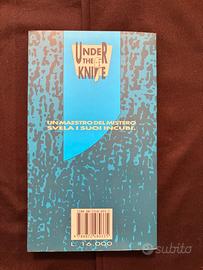 UNDER
THE
KNIFE
UN MAESTRO DEL MISTERO
SVELA I SUOI INCUBI.
L. 16.000
subito